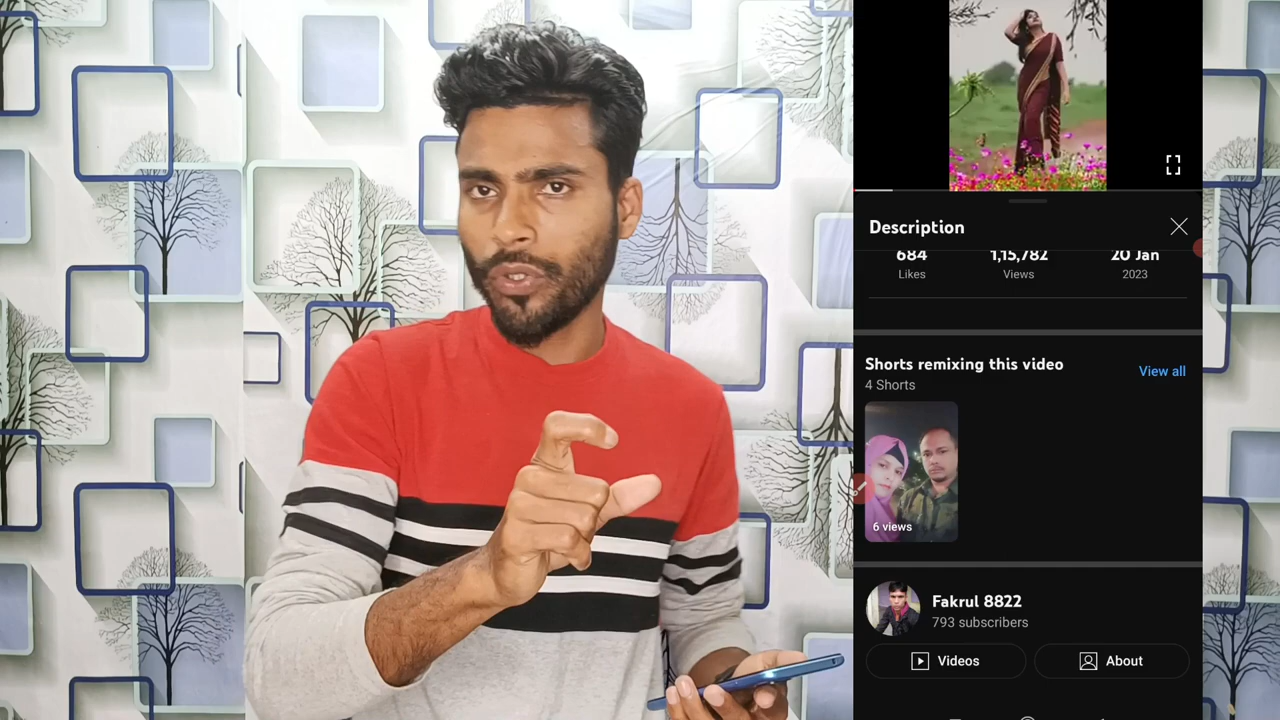 Description
684 1,15,782 20 Jan
Likes Views 2023
Shorts remixing this video
View all
4 Shorts
6 views
Fakrul 8822
793 subscribers
Videos About